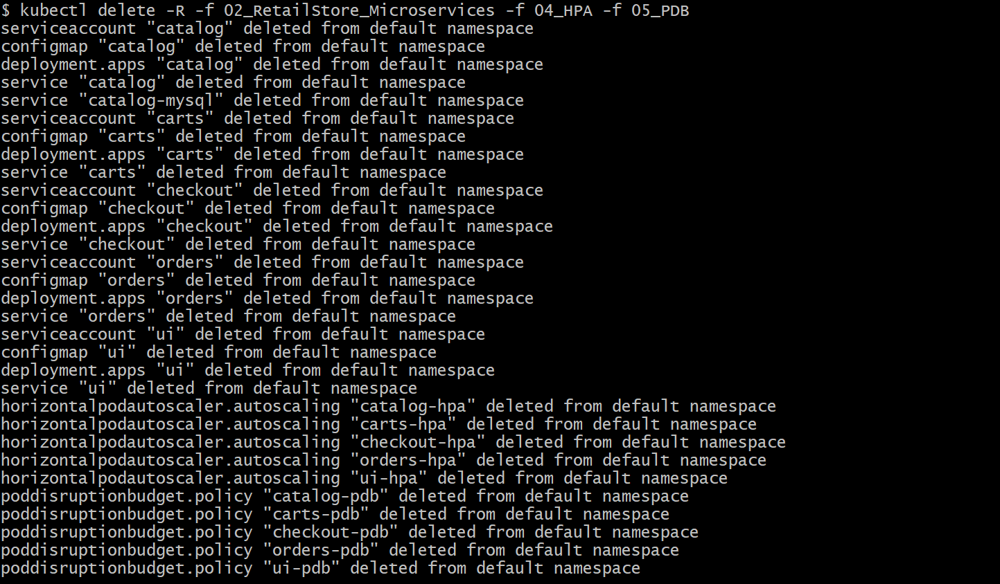 $ kubectl delete -R -f 02_RetailStore_Microservices -f 04_HPA -f 05_PDB
serviceaccount "catalog" deleted from default namespace
configmap "catalog" deleted from default namespace
deployment.apps "catalog" deleted from default namespace
service "catalog" deleted from default namespace
service "catalog-mysql" deleted from default namespace
serviceaccount "carts" deleted from default namespace
configmap "carts" deleted from default namespace
deployment.apps "carts" deleted from default namespace
service "carts" deleted from default namespace
serviceaccount "checkout" deleted from default namespace
configmap "checkout" deleted from default namespace
deployment.apps "checkout" deleted from default namespace
service "checkout" deleted from default namespace
serviceaccount "orders" deleted from default namespace
configmap "orders" deleted from default namespace
deployment.apps "orders" deleted from default namespace
service "orders" deleted from default namespace
serviceaccount "ui" deleted from default namespace
configmap "ui" deleted from default namespace
deployment.apps "ui" deleted from default namespace
service "ui" deleted from default namespace
horizontalpodautoscaler.autoscaling "catalog-hpa" deleted from default namespace
horizontalpodautoscaler.autoscaling "carts-hpa" deleted from default namespace
horizontalpodautoscaler.autoscaling "checkout-hpa" deleted from default namespace
horizontalpodautoscaler.autoscaling "orders-hpa" deleted from default namespace
horizontalpodautoscaler.autoscaling "ui-hpa" deleted from default namespace
poddisruptionbudget.policy "catalog-pdb" deleted from default namespace
poddisruptionbudget.policy "carts-pdb" deleted from default namespace
poddisruptionbudget.policy "checkout-pdb" deleted from default namespace
poddisruptionbudget.policy "orders-pdb" deleted from default namespace
poddisruptionbudget.policy "ui-pdb" deleted from default namespace